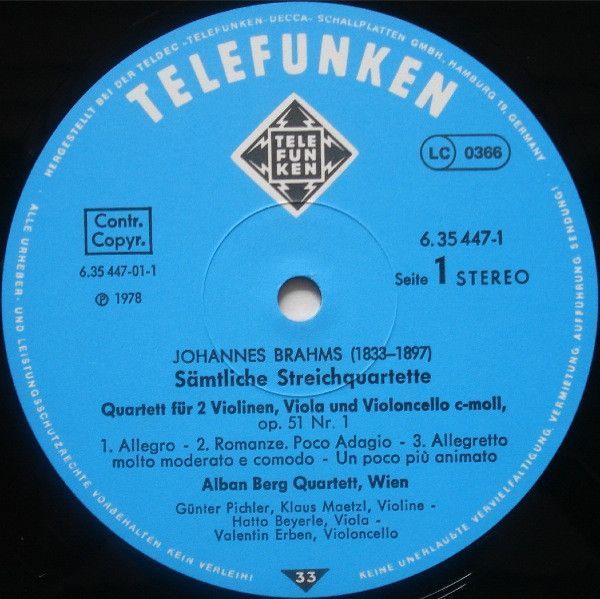 HERGESTELLT BEI DER TELDEC »TELEFUNKEN-DECCA« SCHALLPLATTEN GMBH, HAMBURG 19, GERMANY
TELEFUNKEN
TELE
FUN
KEN
LC 0366
Contr.
Copyr.
6.35 447-01-1
℗ 1978
6.35 447-1
Seite 1 STEREO
JOHANNES BRAHMS (1833–1897)
Sämtliche Streichquartette
Quartett für 2 Violinen, Viola und Violoncello c-moll,
op. 51 Nr. 1
1. Allegro - 2. Romanze. Poco Adagio - 3. Allegretto
molto moderato e comodo - Un poco più animato
Alban Berg Quartett, Wien
Günter Pichler, Klaus Maetzl, Violine -
Hatto Beyerle, Viola -
Valentin Erben, Violoncello
33
ALLE URHEBER- UND LEISTUNGSSCHUTZRECHTE VORBEHALTEN KEIN VERLEIH!
KEINE UNERLAUBTE VERVIELFÄLTIGUNG, VERMIETUNG, AUFFÜHRUNG, SENDUNG!